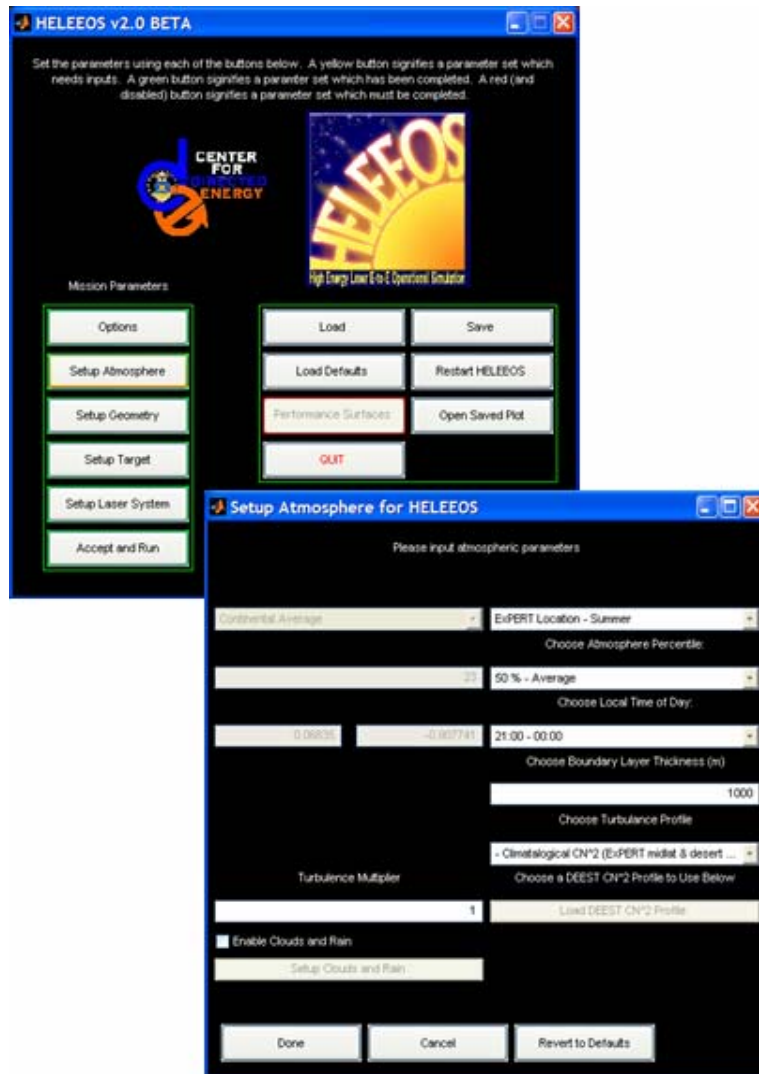 HELEEOS v2.0 BETA
Set the parameters using each of the buttons below. A yellow button signifies a parameter set which
needs inputs. A green button siginifies a paramter set which has been completed. A red (and
disabled) button signifies a parameter set which must be completed.
CENTER
FOR
DIRECTED
ENERGY
HELEEOS
High Energy Laser E-to-E Operational Simulation
Mission Parameters
Options
Load
Save
Setup Atmosphere
Load Defaults
Restart HELEEOS
Setup Geometry
Performance Surfaces
Open Saved Plot
Setup Target
QUIT
Setup Laser System
Accept and Run
Setup Atmosphere for HELEEOS
Please input atmospheric parameters
Continental Average
ExPERT Location - Summer
Choose Atmosphere Percentile:
23
50 % - Average
Choose Local Time of Day:
0.06835
-0.807741
21:00 - 00:00
Choose Boundary Layer Thickness (m)
1000
Choose Turbulance Profile
- Climatalogical CN^2 (ExPERT midlat & desert ...
Turbulence Multiplier
Choose a DEEST CN^2 Profile to Use Below
1
Load DEEST CN^2 Profile
Enable Clouds and Rain
Setup Clouds and Rain
Done
Cancel
Revert to Defaults